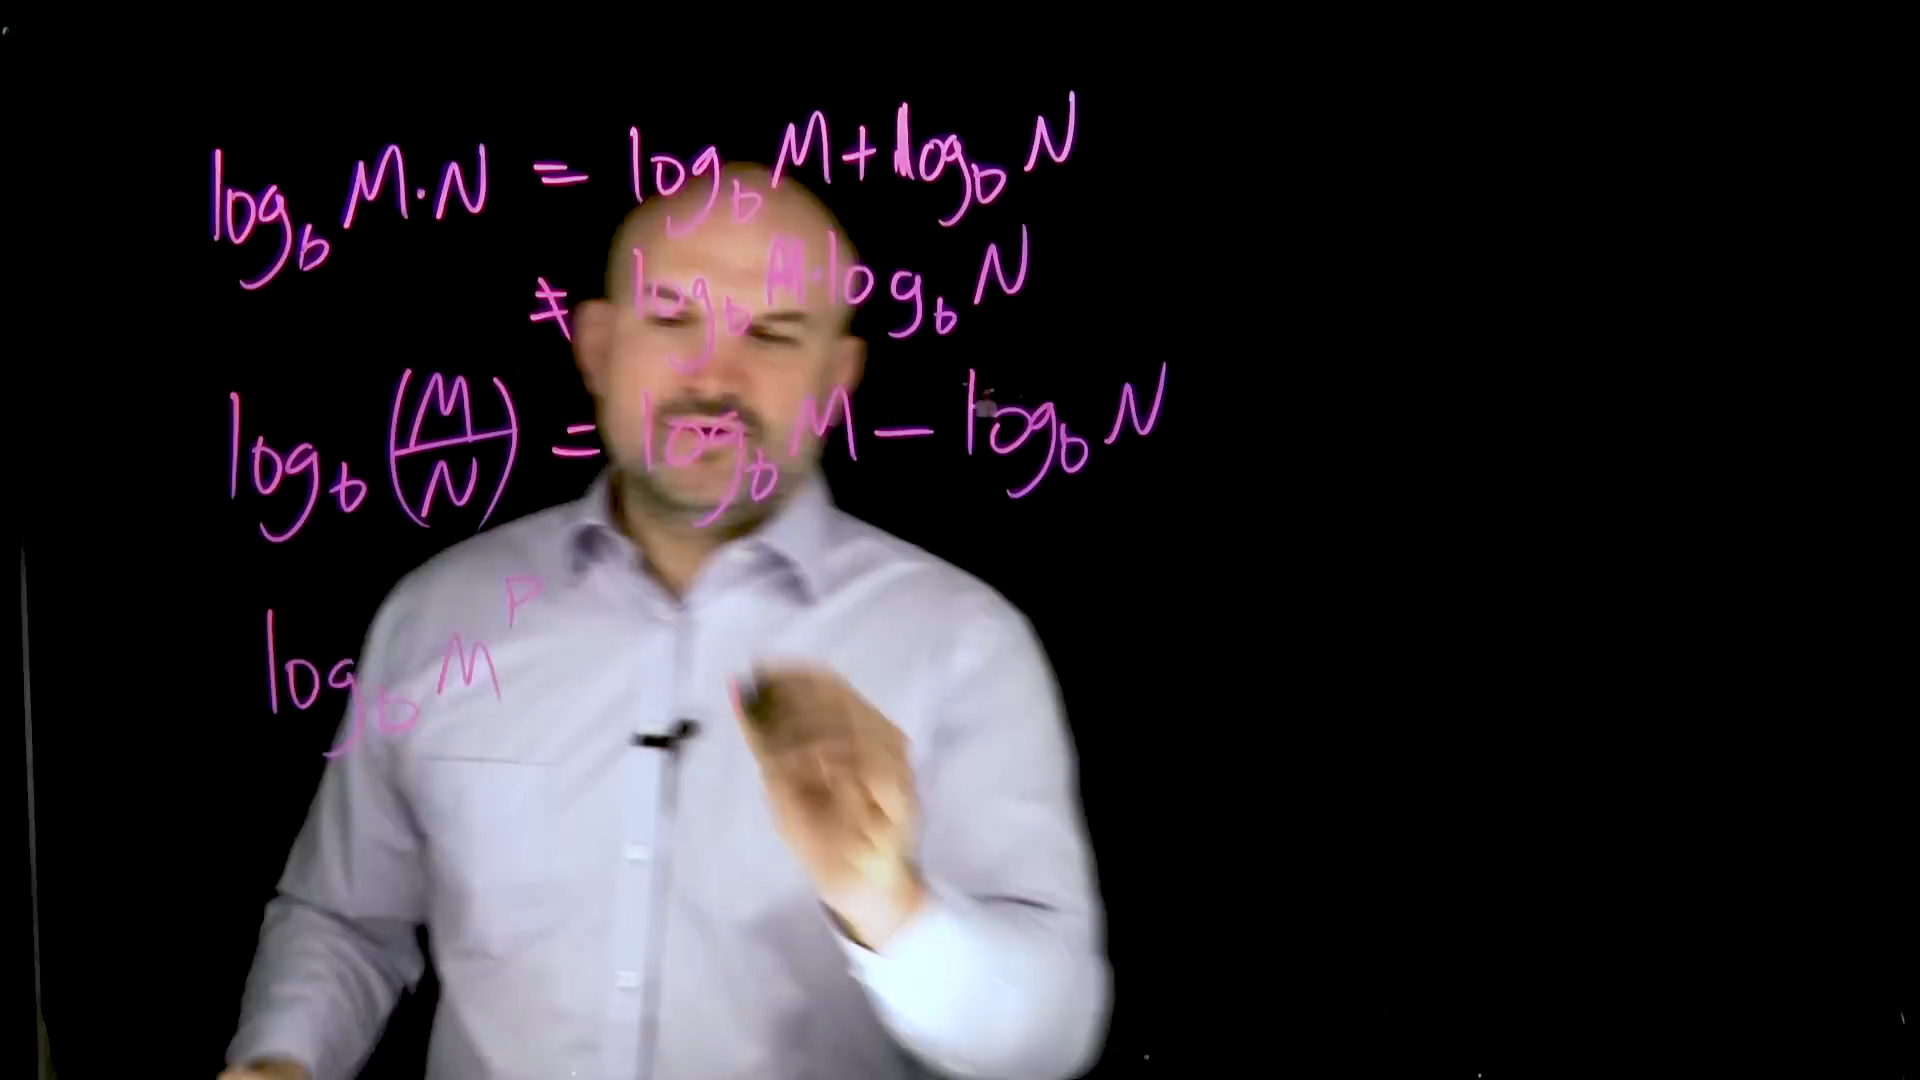 log_b M·N = log_b M + log_b N
≠ log_b M·log_b N
log_b (M/N) = log_b M − log_b N
log_b M^P